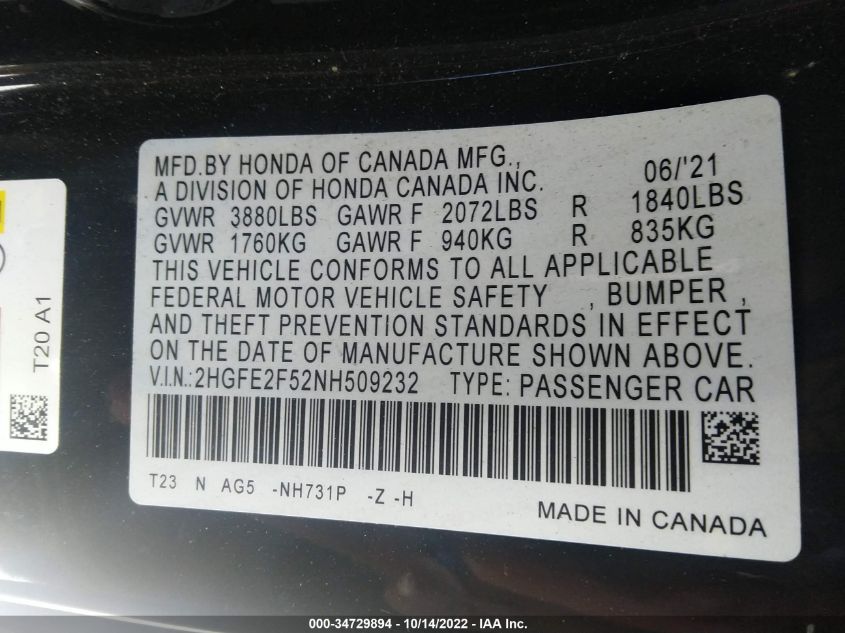 MFD.BY HONDA OF CANADA MFG., 06/'21
A DIVISION OF HONDA CANADA INC.
GVWR 3880LBS GAWR F 2072LBS R 1840LBS
GVWR 1760KG GAWR F 940KG R 835KG
THIS VEHICLE CONFORMS TO ALL APPLICABLE
FEDERAL MOTOR VEHICLE SAFETY , BUMPER ,
AND THEFT PREVENTION STANDARDS IN EFFECT
ON THE DATE OF MANUFACTURE SHOWN ABOVE.
V.I.N.:2HGFE2F52NH509232 TYPE: PASSENGER CAR
T23 N AG5 -NH731P -Z -H
MADE IN CANADA
T20 A1
000-34729894 - 10/14/2022 - IAA Inc.